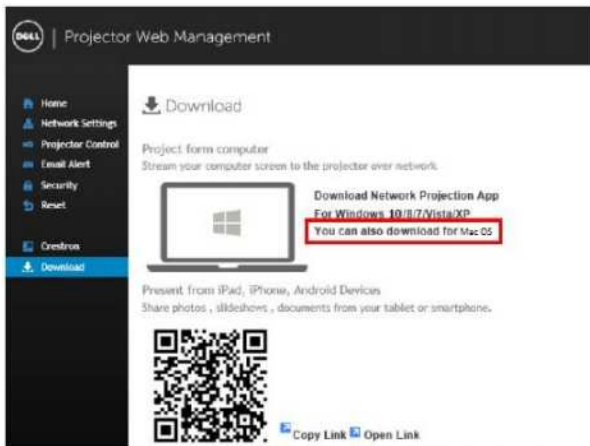 DELL | Projector Web Management
Home
Network Settings
Projector Control
Email Alert
Security
Reset
Crestron
Download
Download
Project form computer
Stream your computer screen to the projector over network
Download Network Projection App
For Windows 10/8/7/Vista/XP
You can also download for Mac OS
Present from iPad, iPhone, Android Devices
Share photos , slideshows , documents from your tablet or smartphone.
Copy Link Open Link